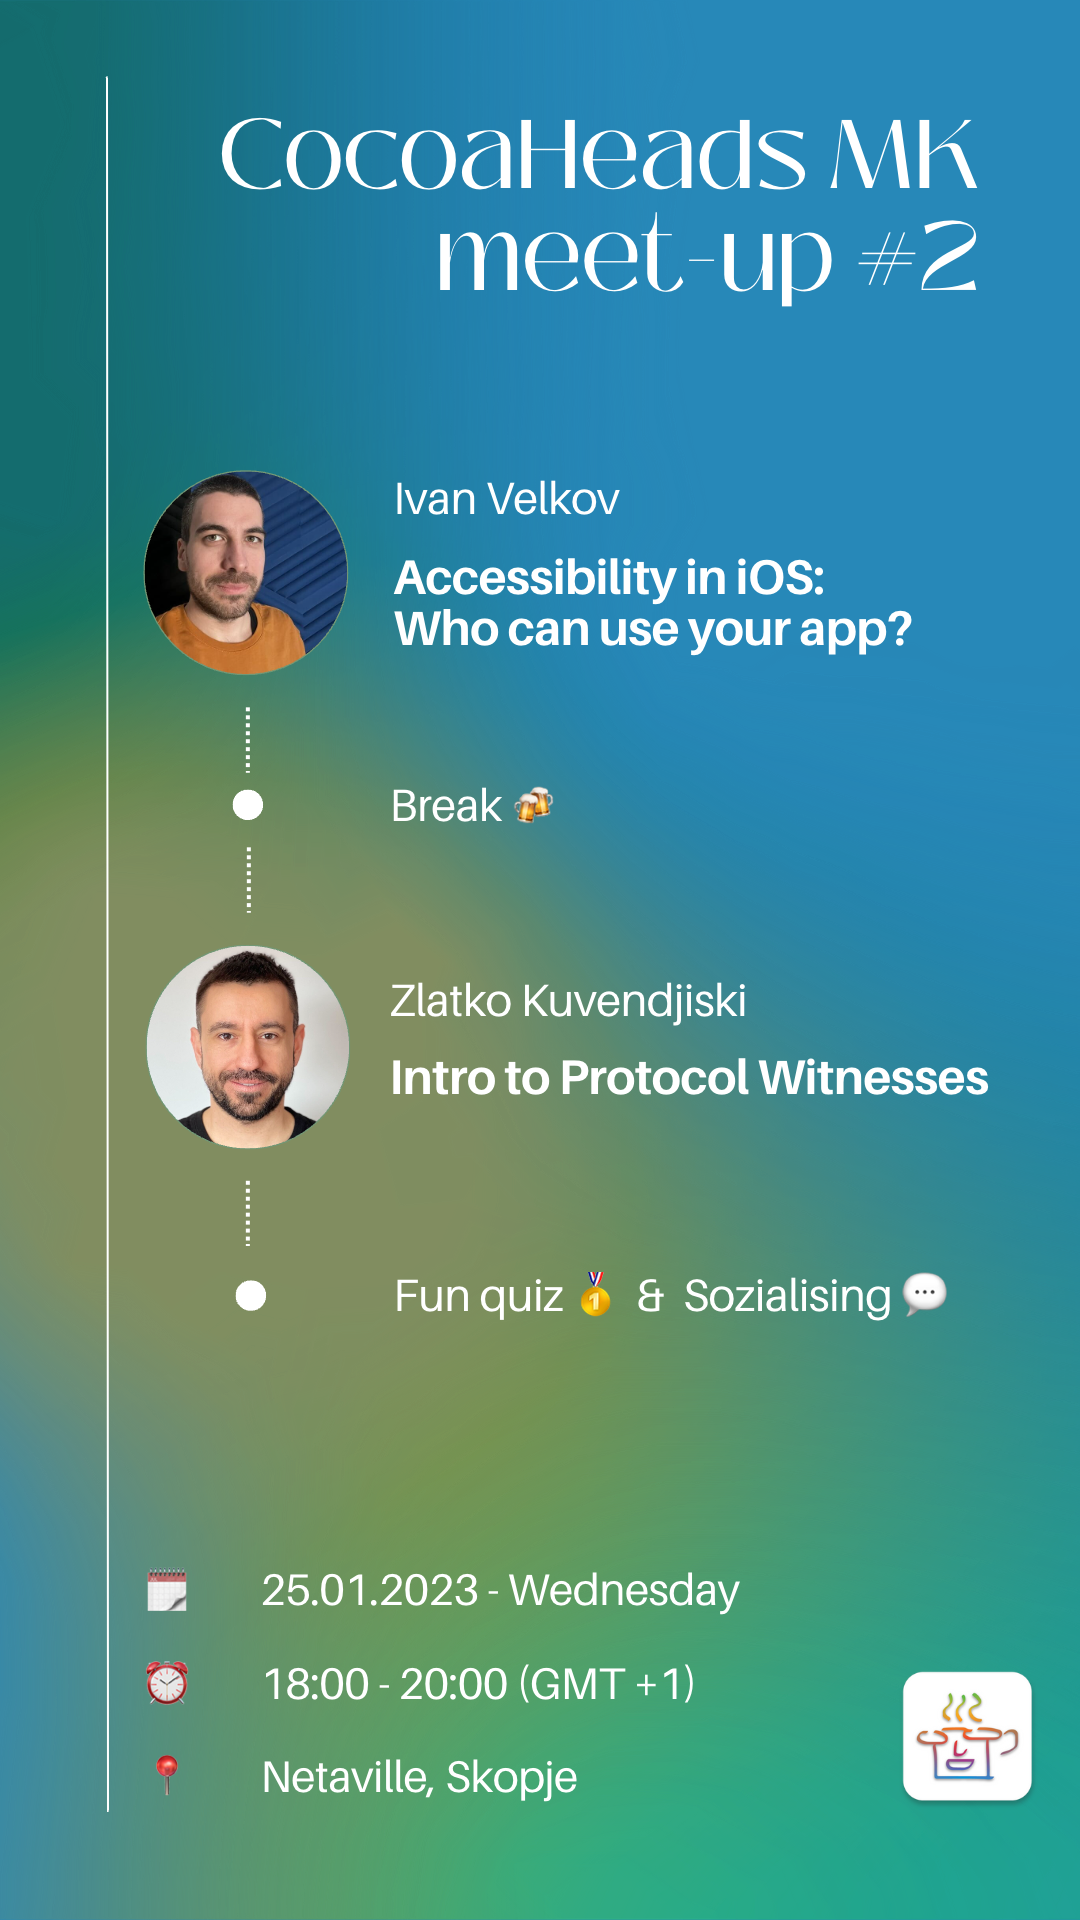 CocoaHeads MK
meet-up #2
Ivan Velkov
Accessibility in iOS:
Who can use your app?
Break 🍻
Zlatko Kuvendjiski
Intro to Protocol Witnesses
Fun quiz 🥇 & Sozialising 💬
25.01.2023 - Wednesday
18:00 - 20:00 (GMT +1)
Netaville, Skopje